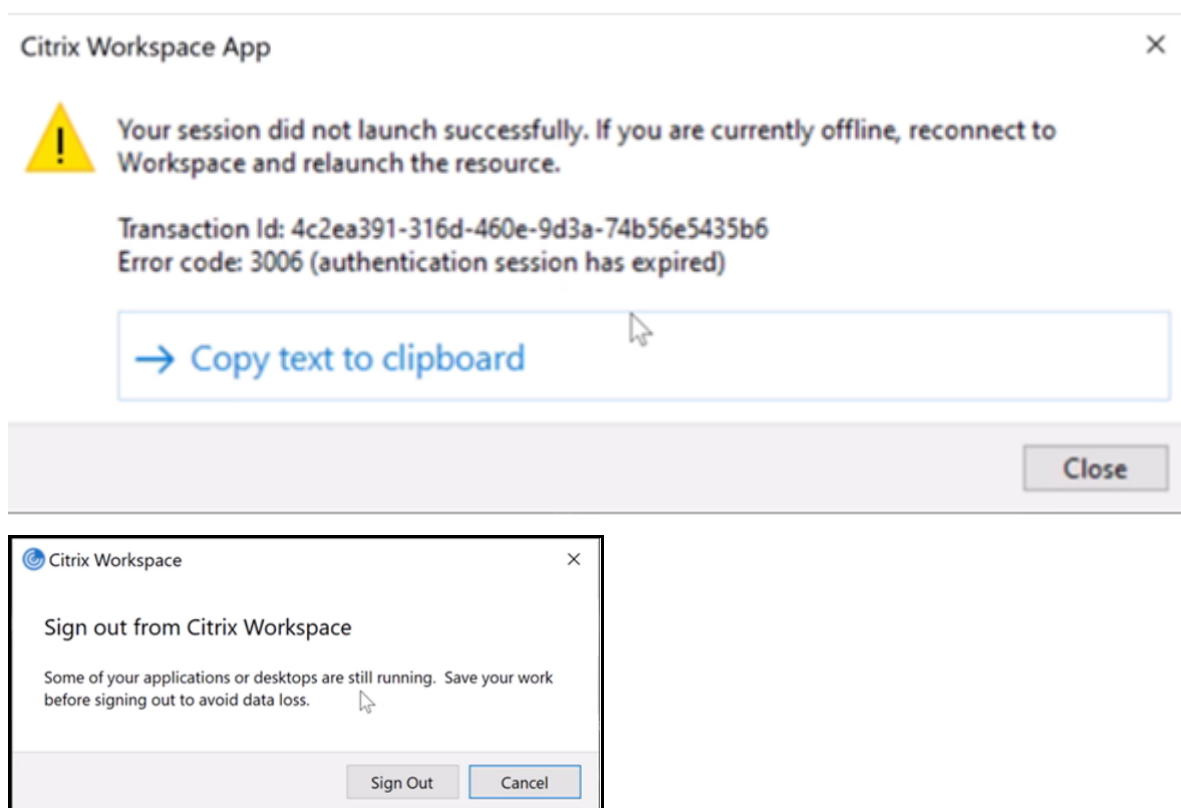 Citrix Workspace App
Your session did not launch successfully. If you are currently offline, reconnect to
Workspace and relaunch the resource.
Transaction Id: 4c2ea391-316d-460e-9d3a-74b56e5435b6
Error code: 3006 (authentication session has expired)
→ Copy text to clipboard
Close
Citrix Workspace
Sign out from Citrix Workspace
Some of your applications or desktops are still running. Save your work
before signing out to avoid data loss.
Sign Out Cancel